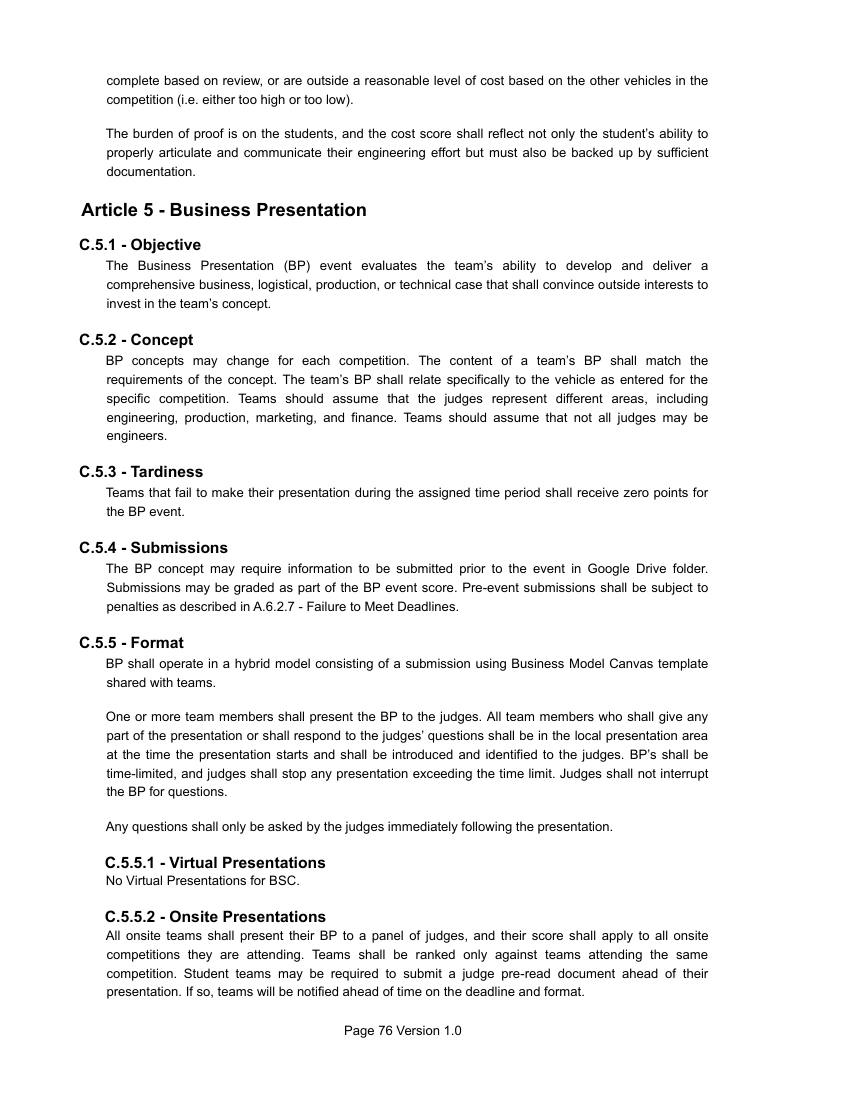 complete based on review, or are outside a reasonable level of cost based on the other vehicles in the
competition (i.e. either too high or too low).
The burden of proof is on the students, and the cost score shall reflect not only the student’s ability to
properly articulate and communicate their engineering effort but must also be backed up by sufficient
documentation.
Article 5 - Business Presentation
C.5.1 - Objective
The Business Presentation (BP) event evaluates the team’s ability to develop and deliver a
comprehensive business, logistical, production, or technical case that shall convince outside interests to
invest in the team’s concept.
C.5.2 - Concept
BP concepts may change for each competition. The content of a team’s BP shall match the
requirements of the concept. The team’s BP shall relate specifically to the vehicle as entered for the
specific competition. Teams should assume that the judges represent different areas, including
engineering, production, marketing, and finance. Teams should assume that not all judges may be
engineers.
C.5.3 - Tardiness
Teams that fail to make their presentation during the assigned time period shall receive zero points for
the BP event.
C.5.4 - Submissions
The BP concept may require information to be submitted prior to the event in Google Drive folder.
Submissions may be graded as part of the BP event score. Pre-event submissions shall be subject to
penalties as described in A.6.2.7 - Failure to Meet Deadlines.
C.5.5 - Format
BP shall operate in a hybrid model consisting of a submission using Business Model Canvas template
shared with teams.
One or more team members shall present the BP to the judges. All team members who shall give any
part of the presentation or shall respond to the judges’ questions shall be in the local presentation area
at the time the presentation starts and shall be introduced and identified to the judges. BP’s shall be
time-limited, and judges shall stop any presentation exceeding the time limit. Judges shall not interrupt
the BP for questions.
Any questions shall only be asked by the judges immediately following the presentation.
C.5.5.1 - Virtual Presentations
No Virtual Presentations for BSC.
C.5.5.2 - Onsite Presentations
All onsite teams shall present their BP to a panel of judges, and their score shall apply to all onsite
competitions they are attending. Teams shall be ranked only against teams attending the same
competition. Student teams may be required to submit a judge pre-read document ahead of their
presentation. If so, teams will be notified ahead of time on the deadline and format.
Page 76 Version 1.0